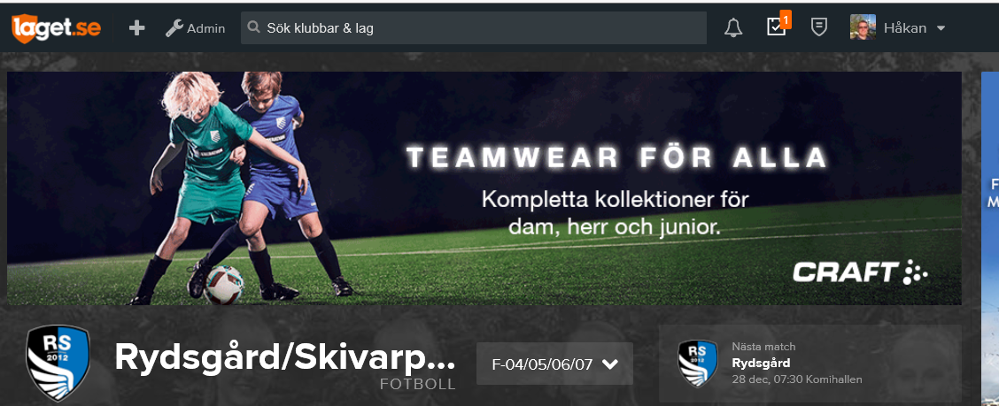 laget.se
Admin
Sök klubbar & lag
1
Håkan
TEAMWEAR FÖR ALLA
Kompletta kollektioner för
dam, herr och junior.
CRAFT
F
M
RS
2012
Rydsgård/Skivarp...
FOTBOLL
F-04/05/06/07
RS
2012
Nästa match
Rydsgård
28 dec, 07:30 Komihallen